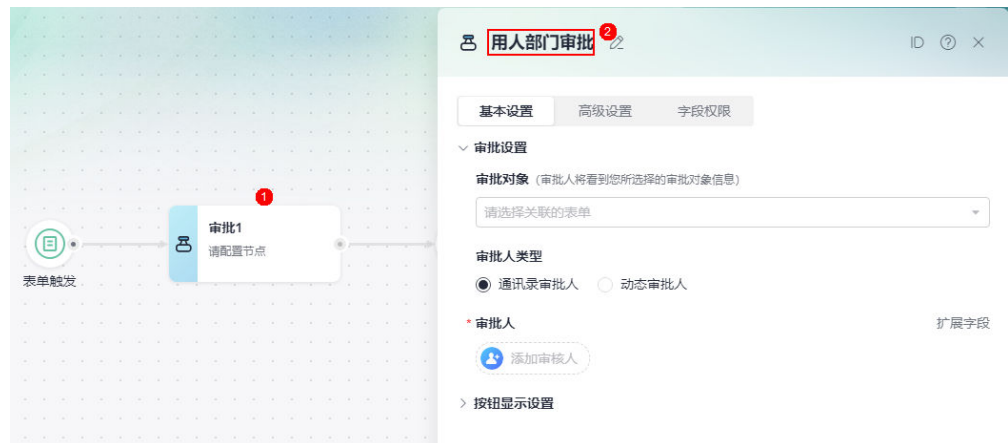 用人部门审批
2
ID
基本设置
高级设置
字段权限
审批设置
审批对象（审批人将看到您所选择的审批对象信息）
请选择关联的表单
1
审批1
请配置节点
表单触发
审批人类型
通讯录审批人
动态审批人
* 审批人
扩展字段
添加审核人
按钮显示设置